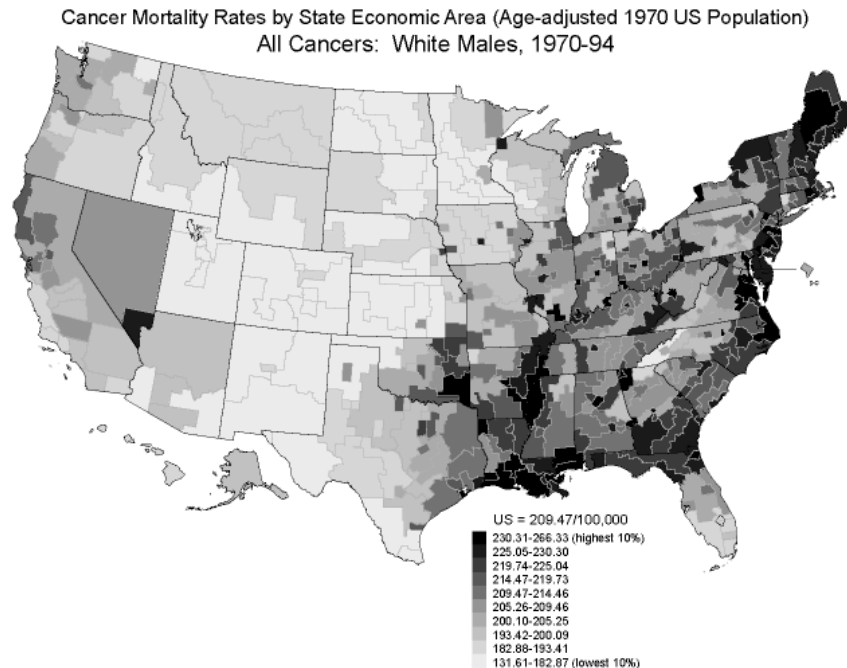 Cancer Mortality Rates by State Economic Area (Age-adjusted 1970 US Population)
All Cancers: White Males, 1970-94
US = 209.47/100,000
230.31-266.33 (highest 10%)
225.05-230.30
219.74-225.04
214.47-219.73
209.47-214.46
205.26-209.46
200.10-205.25
193.42-200.09
182.88-193.41
131.61-182.87 (lowest 10%)